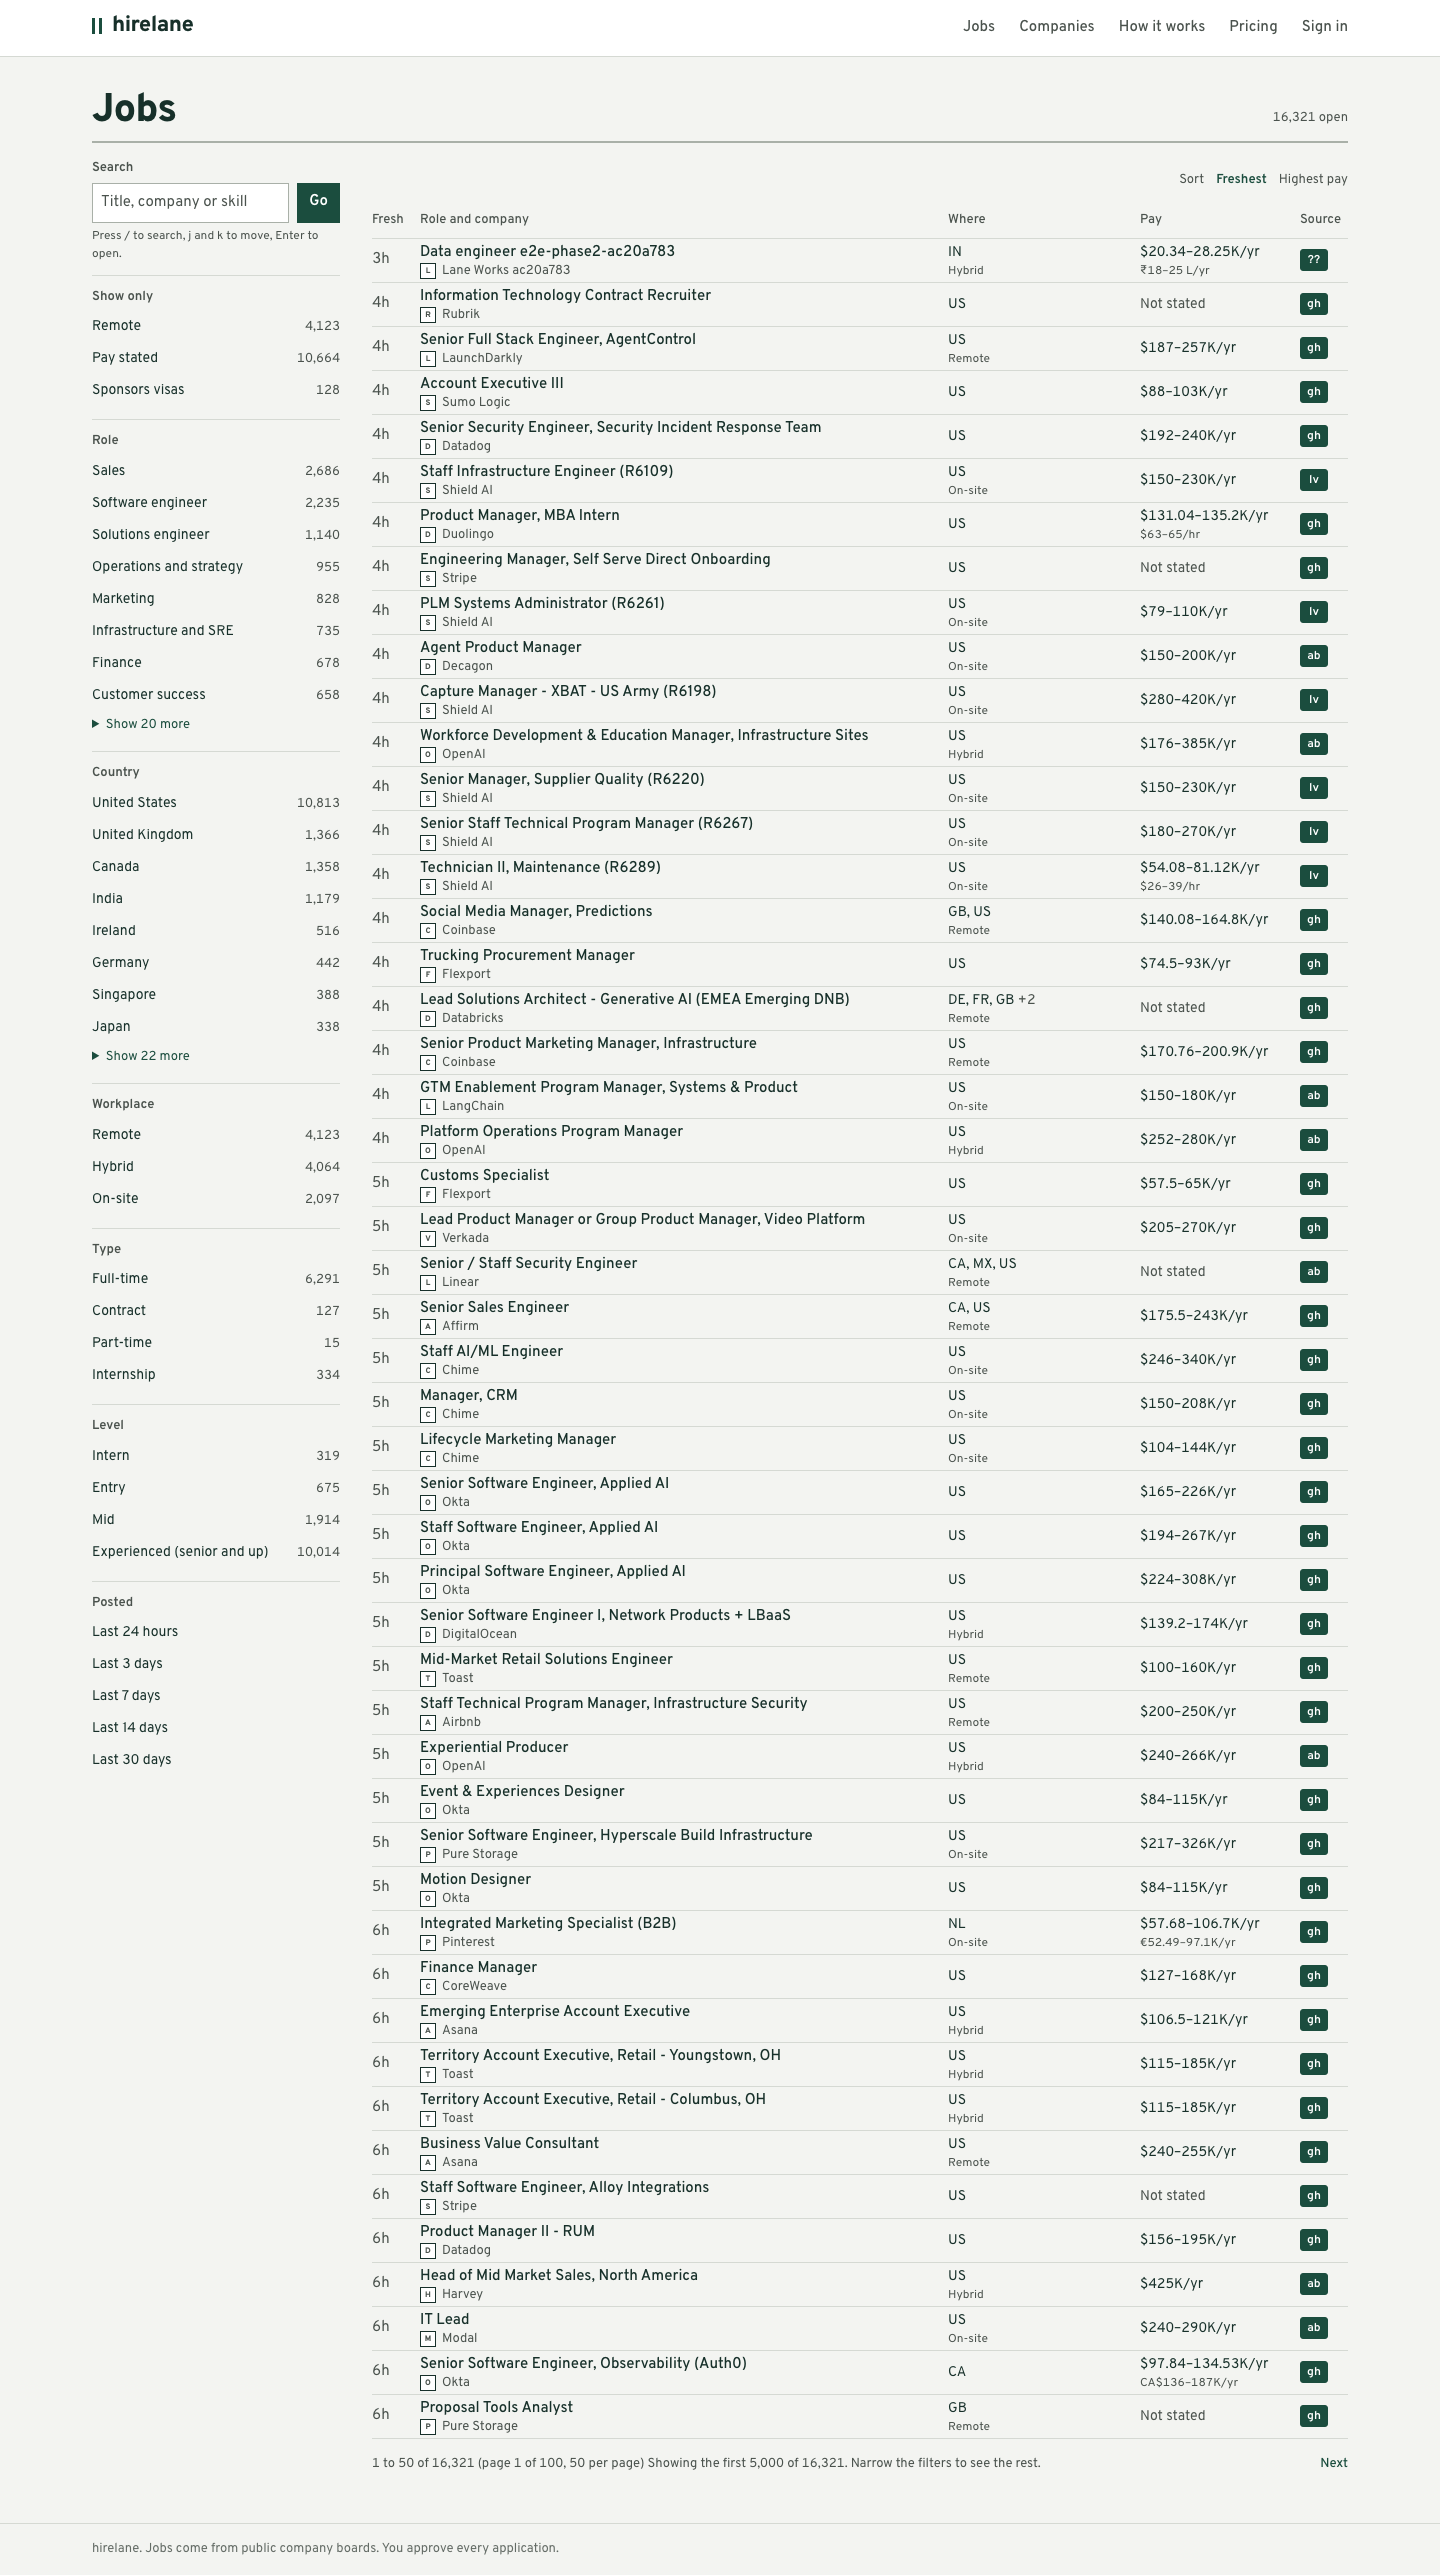 hirelane
Jobs Companies How it works Pricing Sign in
Jobs
16,321 open
Search
Title, company or skill Go
Press / to search, j and k to move, Enter to
open.
Show only
Remote 4,123
Pay stated 10,664
Sponsors visas 128
Role
Sales 2,686
Software engineer 2,235
Solutions engineer 1,140
Operations and strategy 955
Marketing 828
Infrastructure and SRE 735
Finance 678
Customer success 658
Show 20 more
Country
United States 10,813
United Kingdom 1,366
Canada 1,358
India 1,179
Ireland 516
Germany 442
Singapore 388
Japan 338
Show 22 more
Workplace
Remote 4,123
Hybrid 4,064
On-site 2,097
Type
Full-time 6,291
Contract 127
Part-time 15
Internship 334
Level
Intern 319
Entry 675
Mid 1,914
Experienced (senior and up) 10,014
Posted
Last 24 hours
Last 3 days
Last 7 days
Last 14 days
Last 30 days
Sort Freshest Highest pay
Fresh Role and company Where Pay Source
3h Data engineer e2e-phase2-ac20a783 IN $20.34–28.25K/yr ??
L Lane Works ac20a783 Hybrid ₹18–25 L/yr
4h Information Technology Contract Recruiter US Not stated gh
R Rubrik
4h Senior Full Stack Engineer, AgentControl US $187–257K/yr gh
L LaunchDarkly Remote
4h Account Executive III US $88–103K/yr gh
S Sumo Logic
4h Senior Security Engineer, Security Incident Response Team US $192–240K/yr gh
D Datadog
4h Staff Infrastructure Engineer (R6109) US $150–230K/yr lv
S Shield AI On-site
4h Product Manager, MBA Intern US $131.04–135.2K/yr gh
D Duolingo $63–65/hr
4h Engineering Manager, Self Serve Direct Onboarding US Not stated gh
S Stripe
4h PLM Systems Administrator (R6261) US $79–110K/yr lv
S Shield AI On-site
4h Agent Product Manager US $150–200K/yr ab
D Decagon On-site
4h Capture Manager - XBAT - US Army (R6198) US $280–420K/yr lv
S Shield AI On-site
4h Workforce Development & Education Manager, Infrastructure Sites US $176–385K/yr ab
O OpenAI Hybrid
4h Senior Manager, Supplier Quality (R6220) US $150–230K/yr lv
S Shield AI On-site
4h Senior Staff Technical Program Manager (R6267) US $180–270K/yr lv
S Shield AI On-site
4h Technician II, Maintenance (R6289) US $54.08–81.12K/yr lv
S Shield AI On-site $26–39/hr
4h Social Media Manager, Predictions GB, US $140.08–164.8K/yr gh
C Coinbase Remote
4h Trucking Procurement Manager US $74.5–93K/yr gh
F Flexport
4h Lead Solutions Architect - Generative AI (EMEA Emerging DNB) DE, FR, GB +2 Not stated gh
D Databricks Remote
4h Senior Product Marketing Manager, Infrastructure US $170.76–200.9K/yr gh
C Coinbase Remote
4h GTM Enablement Program Manager, Systems & Product US $150–180K/yr ab
L LangChain On-site
4h Platform Operations Program Manager US $252–280K/yr ab
O OpenAI Hybrid
5h Customs Specialist US $57.5–65K/yr gh
F Flexport
5h Lead Product Manager or Group Product Manager, Video Platform US $205–270K/yr gh
V Verkada On-site
5h Senior / Staff Security Engineer CA, MX, US Not stated ab
L Linear Remote
5h Senior Sales Engineer CA, US $175.5–243K/yr gh
A Affirm Remote
5h Staff AI/ML Engineer US $246–340K/yr gh
C Chime On-site
5h Manager, CRM US $150–208K/yr gh
C Chime On-site
5h Lifecycle Marketing Manager US $104–144K/yr gh
C Chime On-site
5h Senior Software Engineer, Applied AI US $165–226K/yr gh
O Okta
5h Staff Software Engineer, Applied AI US $194–267K/yr gh
O Okta
5h Principal Software Engineer, Applied AI US $224–308K/yr gh
O Okta
5h Senior Software Engineer I, Network Products + LBaaS US $139.2–174K/yr gh
D DigitalOcean Hybrid
5h Mid-Market Retail Solutions Engineer US $100–160K/yr gh
T Toast Remote
5h Staff Technical Program Manager, Infrastructure Security US $200–250K/yr gh
A Airbnb Remote
5h Experiential Producer US $240–266K/yr ab
O OpenAI Hybrid
5h Event & Experiences Designer US $84–115K/yr gh
O Okta
5h Senior Software Engineer, Hyperscale Build Infrastructure US $217–326K/yr gh
P Pure Storage On-site
5h Motion Designer US $84–115K/yr gh
O Okta
6h Integrated Marketing Specialist (B2B) NL $57.68–106.7K/yr gh
P Pinterest On-site €52.49–97.1K/yr
6h Finance Manager US $127–168K/yr gh
C CoreWeave
6h Emerging Enterprise Account Executive US $106.5–121K/yr gh
A Asana Hybrid
6h Territory Account Executive, Retail - Youngstown, OH US $115–185K/yr gh
T Toast Hybrid
6h Territory Account Executive, Retail - Columbus, OH US $115–185K/yr gh
T Toast Hybrid
6h Business Value Consultant US $240–255K/yr gh
A Asana Remote
6h Staff Software Engineer, Alloy Integrations US Not stated gh
S Stripe
6h Product Manager II - RUM US $156–195K/yr gh
D Datadog
6h Head of Mid Market Sales, North America US $425K/yr ab
H Harvey Hybrid
6h IT Lead US $240–290K/yr ab
M Modal On-site
6h Senior Software Engineer, Observability (Auth0) CA $97.84–134.53K/yr gh
O Okta CA$136–187K/yr
6h Proposal Tools Analyst GB Not stated gh
P Pure Storage Remote
1 to 50 of 16,321 (page 1 of 100, 50 per page) Showing the first 5,000 of 16,321. Narrow the filters to see the rest. Next
hirelane. Jobs come from public company boards. You approve every application.